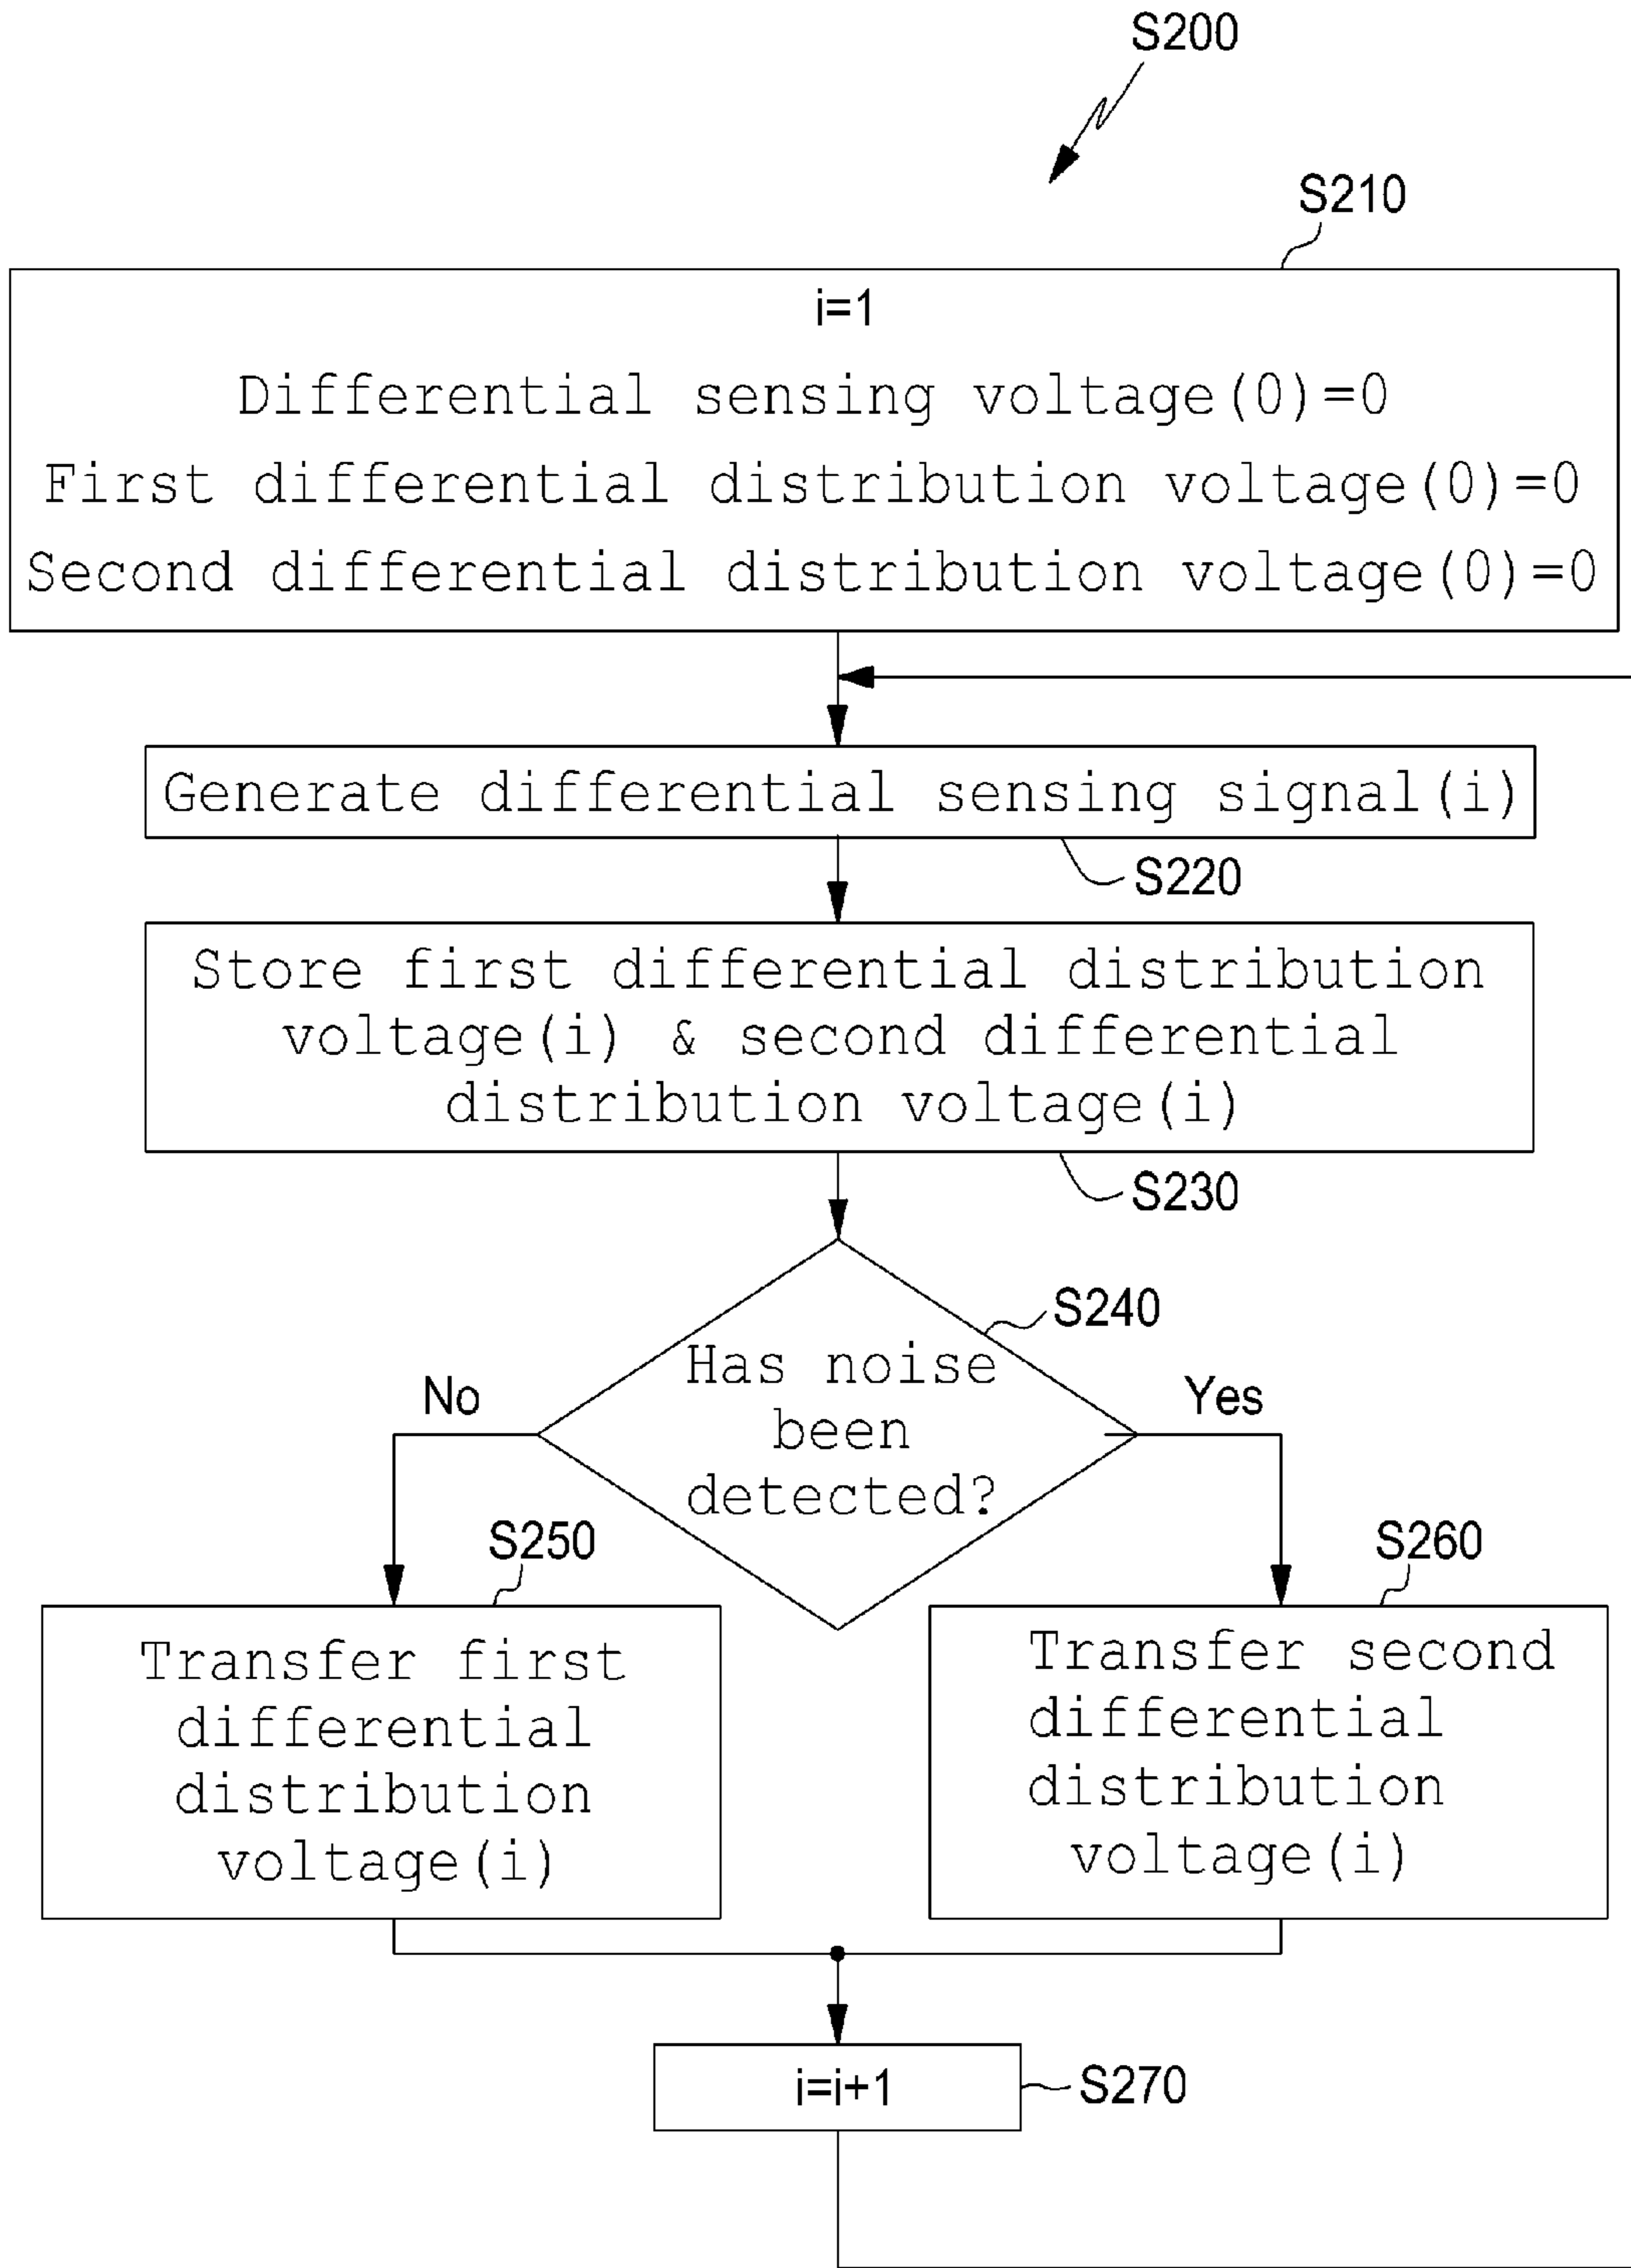 S200
S210
i=1
Differential sensing voltage(0)=0
First differential distribution voltage(0)=0
Second differential distribution voltage(0)=0
Generate differential sensing signal(i)
S220
Store first differential distribution
voltage(i) & second differential
distribution voltage(i)
S230
S240
Has noise
been
detected?
No
Yes
S250
Transfer first
differential
distribution
voltage(i)
S260
Transfer second
differential
distribution
voltage(i)
i=i+1
S270